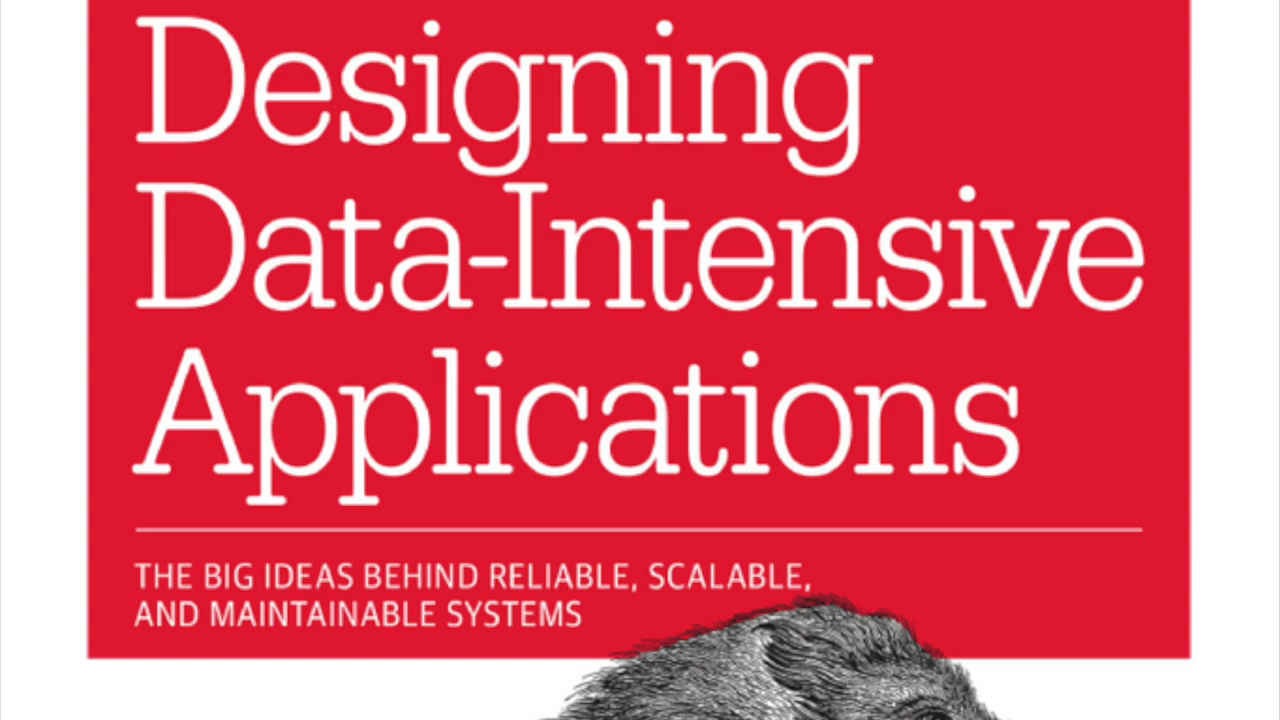 Designing
Data-Intensive
Applications
THE BIG IDEAS BEHIND RELIABLE, SCALABLE,
AND MAINTAINABLE SYSTEMS